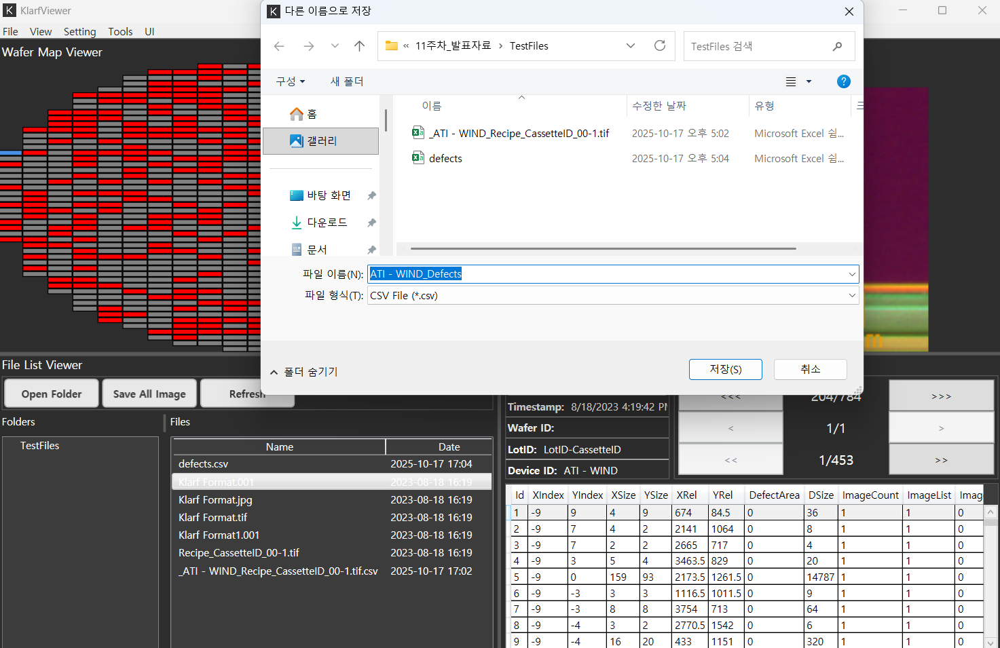 KlarfViewer
File View Setting Tools UI
Wafer Map Viewer
다른 이름으로 저장
« 11주차_발표자료 › TestFiles
TestFiles 검색
구성
새 폴더
홈
갤러리
바탕 화면
다운로드
문서
이름 수정한 날짜 유형
_ATI - WIND_Recipe_CassetteID_00-1.tif 2025-10-17 오후 5:02 Microsoft Excel 쉼...
defects 2025-10-17 오후 5:04 Microsoft Excel 쉼...
파일 이름(N): ATI - WIND_Defects
파일 형식(T): CSV File (*.csv)
폴더 숨기기
저장(S) 취소
File List Viewer
Open Folder Save All Image Refresh
Folders
TestFiles
Files
Name Date
defects.csv 2025-10-17 17:04
Klarf Format.001 2023-08-18 16:19
Klarf Format.jpg 2023-08-18 16:19
Klarf Format.tif 2023-08-18 16:19
Klarf Format1.001 2023-08-18 16:19
Recipe_CassetteID_00-1.tif 2023-08-18 16:19
_ATI - WIND_Recipe_CassetteID_00-1.tif.csv 2025-10-17 17:02
Timestamp: 8/18/2023 4:19:42 PM
Wafer ID:
LotID: LotID-CassetteID
Device ID: ATI - WIND
<<< 204/784 >>>
< 1/1 >
<< 1/453 >>
Id XIndex YIndex XSize YSize XRel YRel DefectArea DSize ImageCount ImageList Imag
1 -9 9 4 9 674 84.5 0 36 1 1 0
2 -9 7 4 2 2141 1064 0 8 1 1 0
3 -9 7 2 2 2665 717 0 4 1 1 0
4 -9 3 5 4 3463.5 829 0 20 1 1 0
5 -9 0 159 93 2173.5 1261.5 0 14787 1 1 0
6 -9 -3 3 3 1116.5 1011.5 0 9 1 1 0
7 -9 -3 8 8 3754 713 0 64 1 1 0
8 -9 -4 3 2 2770.5 1542 0 6 1 1 0
9 -9 -4 16 20 433 1151 0 320 1 1 0